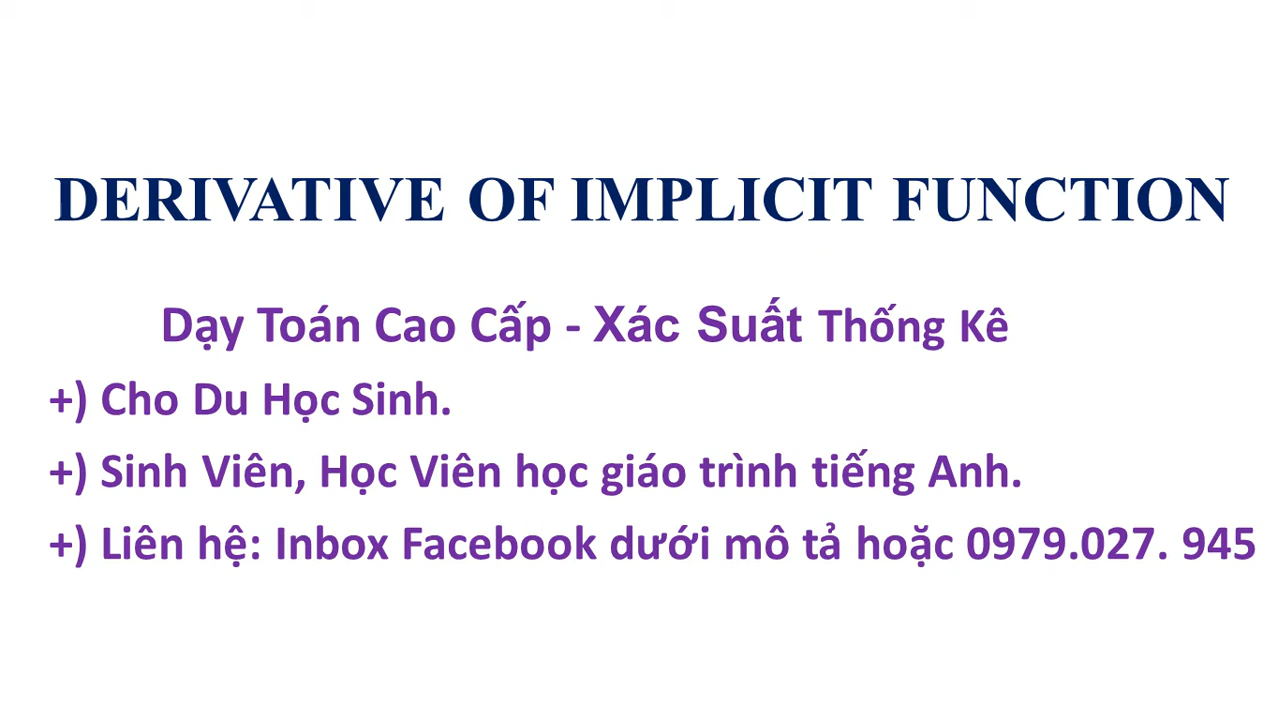 DERIVATIVE OF IMPLICIT FUNCTION
Dạy Toán Cao Cấp - Xác Suất Thống Kê
+) Cho Du Học Sinh.
+) Sinh Viên, Học Viên học giáo trình tiếng Anh.
+) Liên hệ: Inbox Facebook dưới mô tả hoặc 0979.027. 945